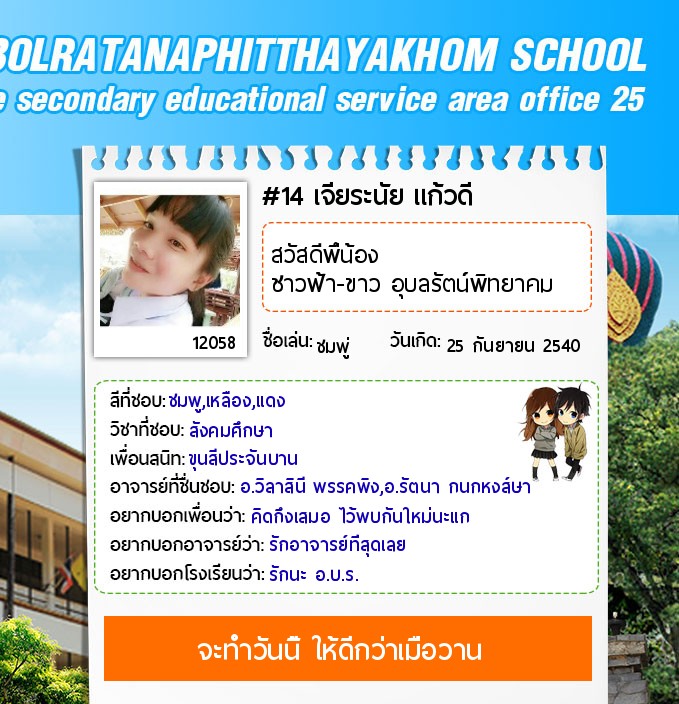 BOLRATANAPHITTHAYAKHOM SCHOOL
e secondary educational service area office 25
#14 เจียระนัย แก้วดี
สวัสดีพี่น้อง
ชาวฟ้า-ขาว อุบลรัตน์พิทยาคม
12058
ชื่อเล่น: ชมพู่ วันเกิด: 25 กันยายน 2540
สีที่ชอบ: ชมพู,เหลือง,แดง
วิชาที่ชอบ: สังคมศึกษา
เพื่อนสนิท: ขุนสีประจันบาน
อาจารย์ที่ชื่นชอบ: อ.วิลาสินี พรรคพิง,อ.รัตนา กนกหงส์ษา
อยากบอกเพื่อนว่า: คิดถึงเสมอ ไว้พบกันใหม่นะแก
อยากบอกอาจารย์ว่า: รักอาจารย์ที่สุดเลย
อยากบอกโรงเรียนว่า: รักนะ อ.บ.ร.
จะทำวันนี้ ให้ดีกว่าเมื่อวาน